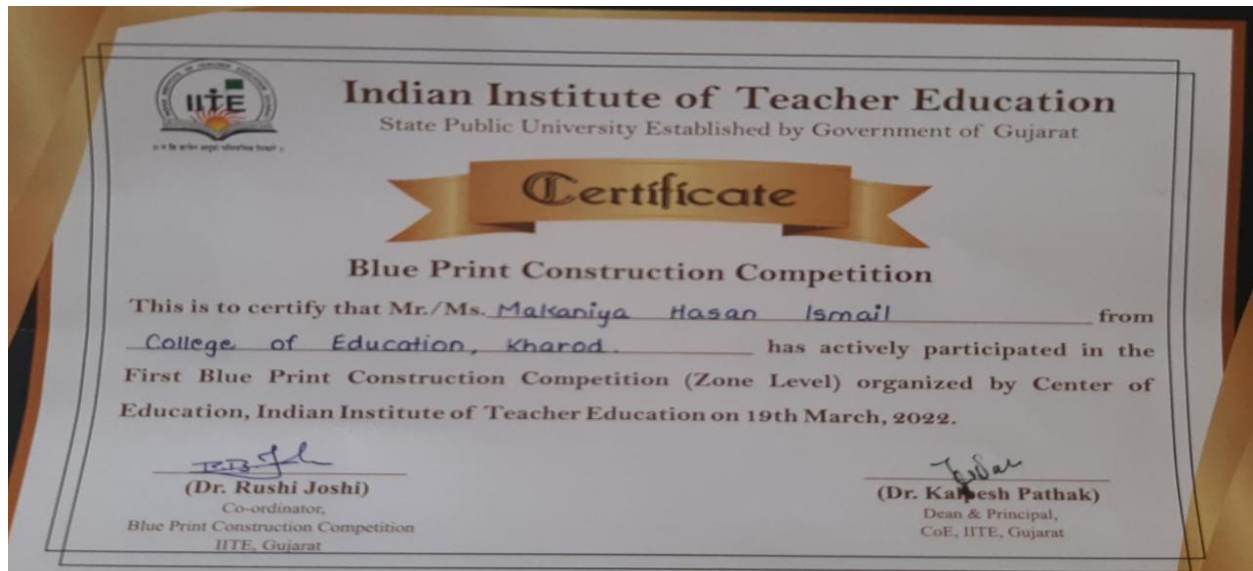 IITE
Indian Institute of Teacher Education
State Public University Established by Government of Gujarat
Certificate
Blue Print Construction Competition
This is to certify that Mr./Ms. Makaniya Hasan Ismail from
College of Education, Kharod. has actively participated in the
First Blue Print Construction Competition (Zone Level) organized by Center of
Education, Indian Institute of Teacher Education on 19th March, 2022.
(Dr. Rushi Joshi)
Co-ordinator,
Blue Print Construction Competition
IITE, Gujarat
(Dr. Kalpesh Pathak)
Dean & Principal,
CoE, IITE, Gujarat